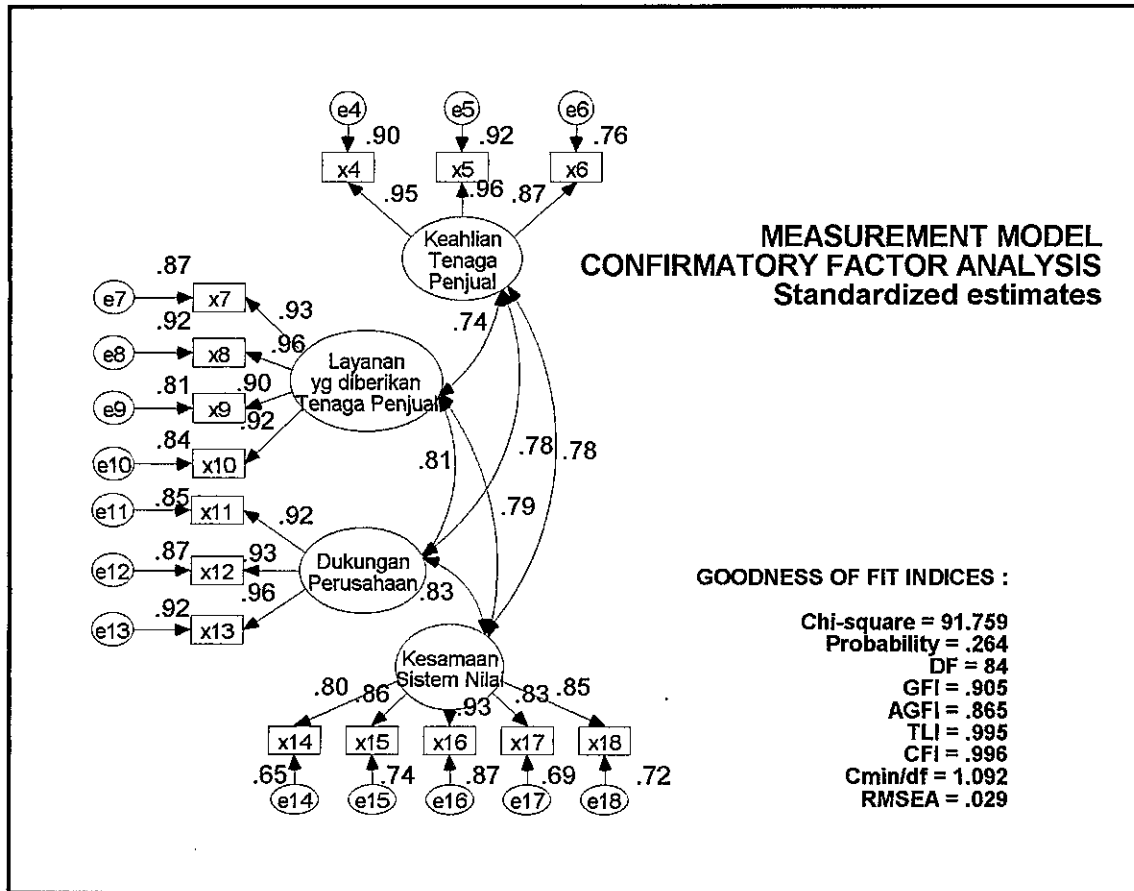 e4
e5
e6
.90
.92
.76
x4
x5
x6
.95
.96
.87
Keahlian
Tenaga
Penjual
MEASUREMENT MODEL
CONFIRMATORY FACTOR ANALYSIS
Standardized estimates
.87
e7
x7
.93
.92
e8
x8
.96
.81
e9
x9
.90
.84
e10
x10
.92
Layanan
yg diberikan
Tenaga Penjual
.74
.78
.78
.81
.79
.85
e11
x11
.92
.87
e12
x12
.93
.92
e13
x13
.96
Dukungan
Perusahaan
.83
Kesamaan
Sistem Nilai
.80
.86
.93
.83
.85
x14
x15
x16
x17
x18
.65
.74
.87
.69
.72
e14
e15
e16
e17
e18
GOODNESS OF FIT INDICES :
Chi-square = 91.759
Probability = .264
DF = 84
GFI = .905
AGFI = .865
TLI = .995
CFI = .996
Cmin/df = 1.092
RMSEA = .029